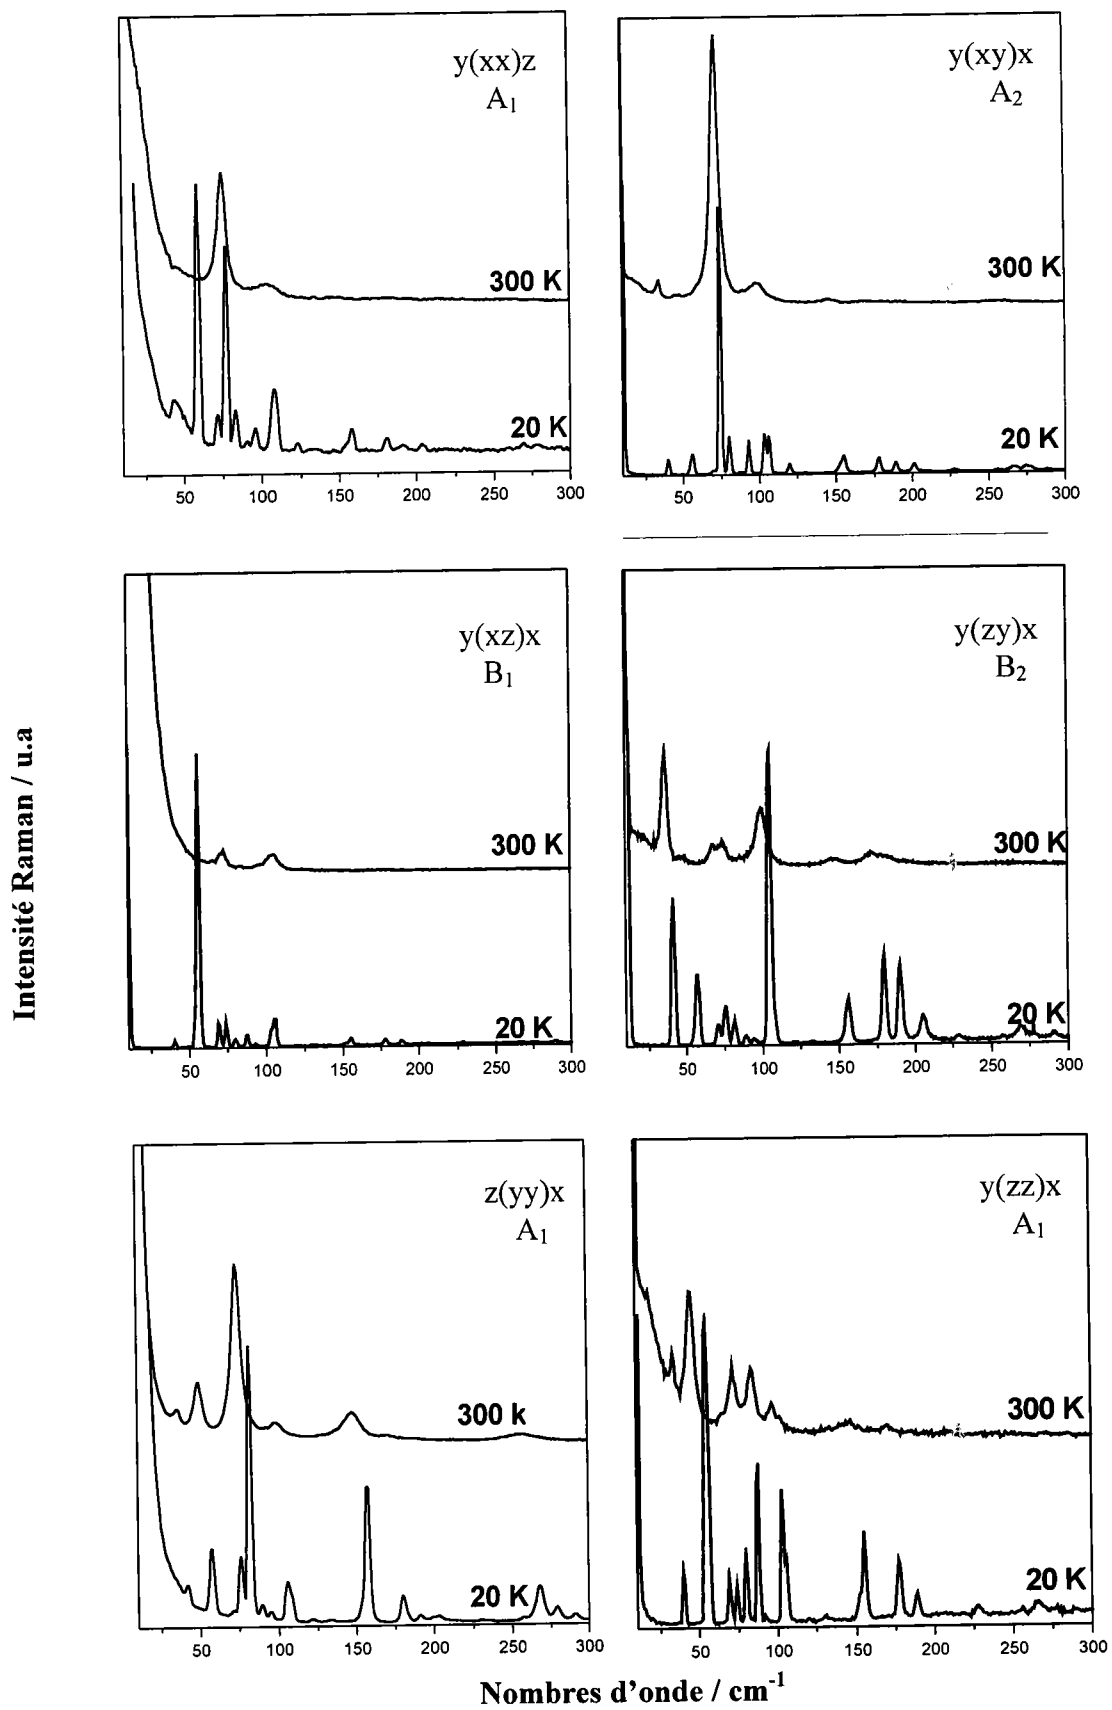 y(xx)z
A1
300 K
20 K
50 100 150 200 250 300
y(xy)x
A2
300 K
20 K
50 100 150 200 250 300
y(xz)x
B1
300 K
20 K
50 100 150 200 250 300
y(zy)x
B2
300 K
20 K
50 100 150 200 250 300
Intensité Raman / u.a
z(yy)x
A1
300 k
20 K
50 100 150 200 250 300
y(zz)x
A1
300 K
20 K
50 100 150 200 250 300
Nombres d'onde / cm-1